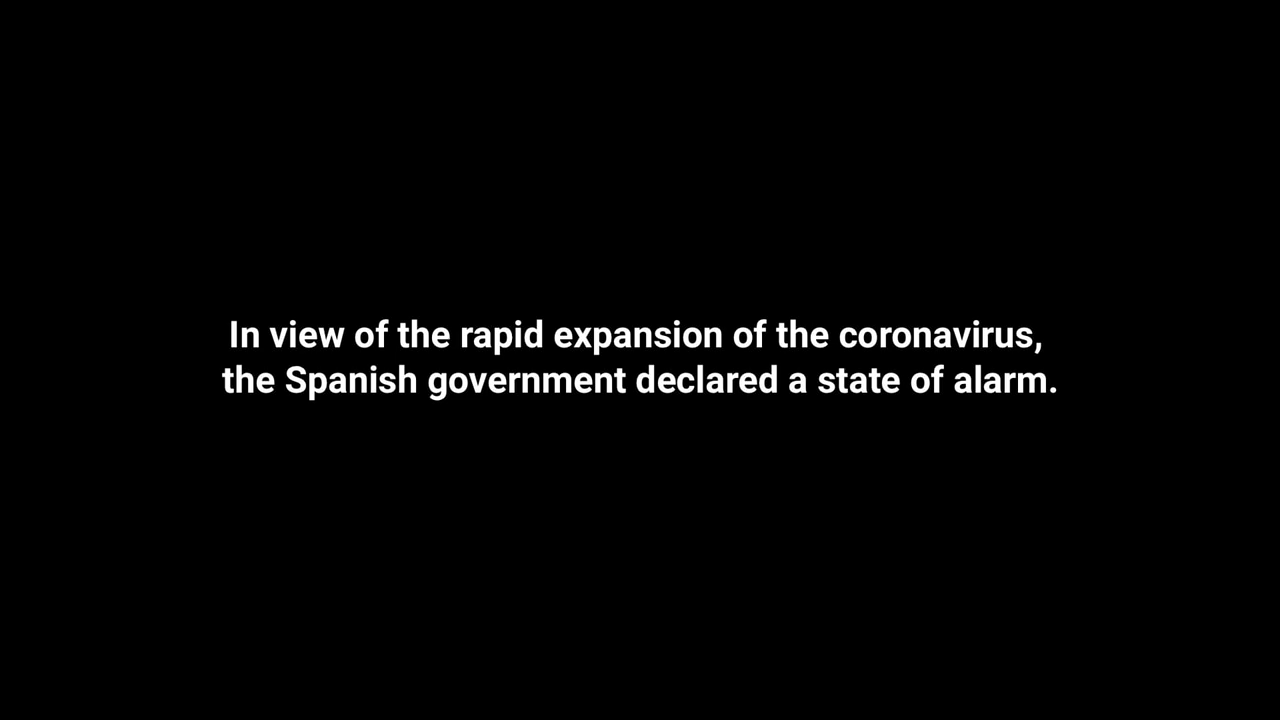 In view of the rapid expansion of the coronavirus,
the Spanish government declared a state of alarm.